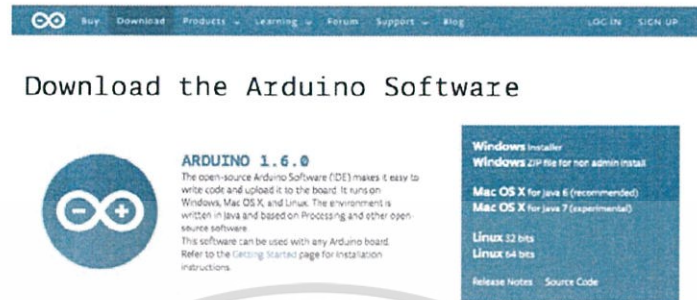 Buy Download Products Learning Forum Support Blog LOG IN SIGN UP
Download the Arduino Software
ARDUINO 1.6.0
The open-source Arduino Software (IDE) makes it easy to
write code and upload it to the board. It runs on
Windows, Mac OS X, and Linux. The environment is
written in Java and based on Processing and other open-
source software.
This software can be used with any Arduino board.
Refer to the Getting Started page for Installation
instructions.
Windows Installer
Windows ZIP file for non admin install
Mac OS X for Java 6 (recommended)
Mac OS X for Java 7 (experimental)
Linux 32 bits
Linux 64 bits
Release Notes Source Code